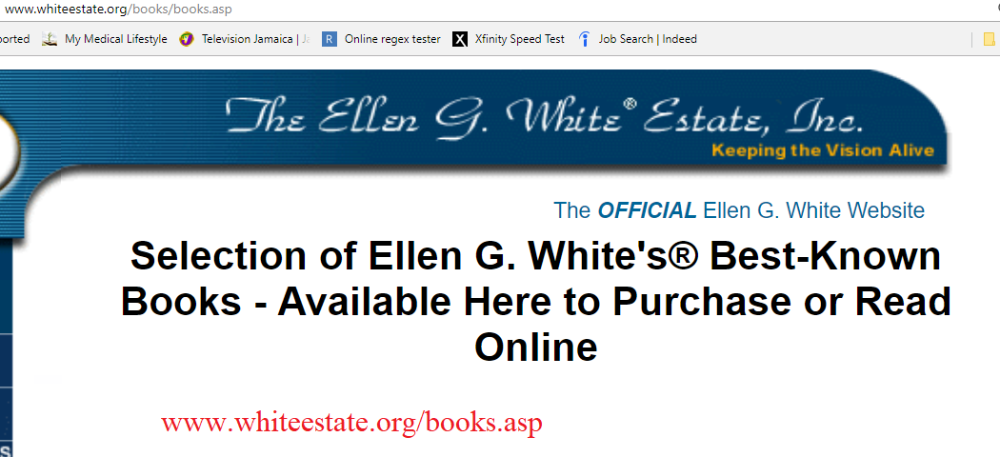 www.whiteestate.org/books/books.asp
ported My Medical Lifestyle Television Jamaica | Online regex tester Xfinity Speed Test Job Search | Indeed
The Ellen G. White® Estate, Inc.
Keeping the Vision Alive
The OFFICIAL Ellen G. White Website
Selection of Ellen G. White's® Best-Known
Books - Available Here to Purchase or Read
Online
www.whiteestate.org/books.asp